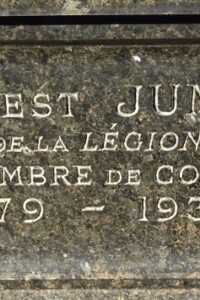 EST JUN
DE LA LÉGION
MBRE DE CO
79 – 193